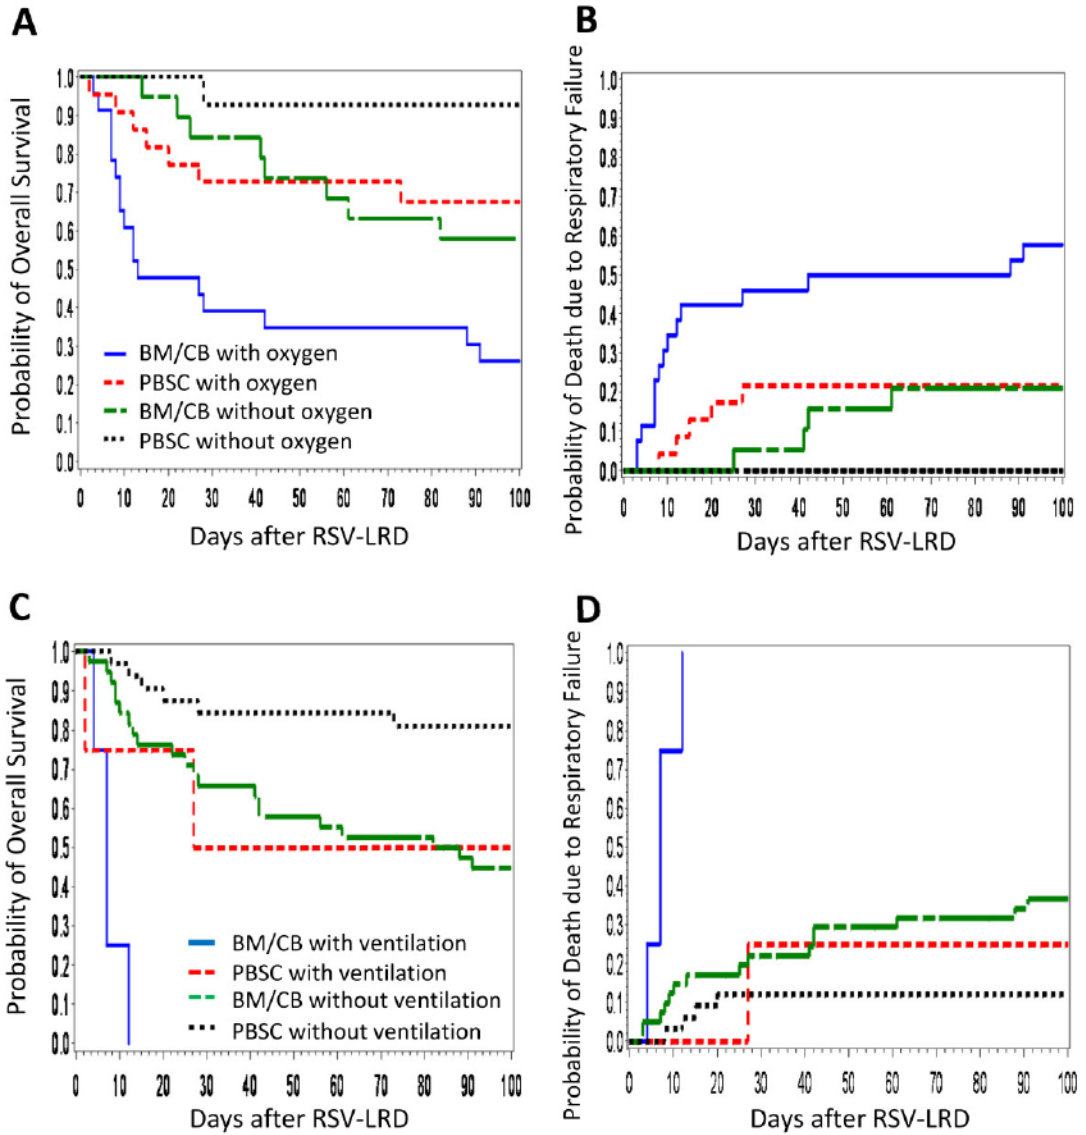 A
Probability of Overall Survival
1.0
0.9
0.8
0.7
0.6
0.5
0.4
0.3
0.2
0.1
0.0
BM/CB with oxygen
PBSC with oxygen
BM/CB without oxygen
PBSC without oxygen
0 10 20 30 40 50 60 70 80 90 100
Days after RSV-LRD
B
Probability of Death due to Respiratory Failure
1.0
0.9
0.8
0.7
0.6
0.5
0.4
0.3
0.2
0.1
0.0
0 10 20 30 40 50 60 70 80 90 100
Days after RSV-LRD
C
Probability of Overall Survival
1.0
0.9
0.8
0.7
0.6
0.5
0.4
0.3
0.2
0.1
0.0
BM/CB with ventilation
PBSC with ventilation
BM/CB without ventilation
PBSC without ventilation
0 10 20 30 40 50 60 70 80 90 100
Days after RSV-LRD
D
Probability of Death due to Respiratory Failure
1.0
0.9
0.8
0.7
0.6
0.5
0.4
0.3
0.2
0.1
0.0
0 10 20 30 40 50 60 70 80 90 100
Days after RSV-LRD